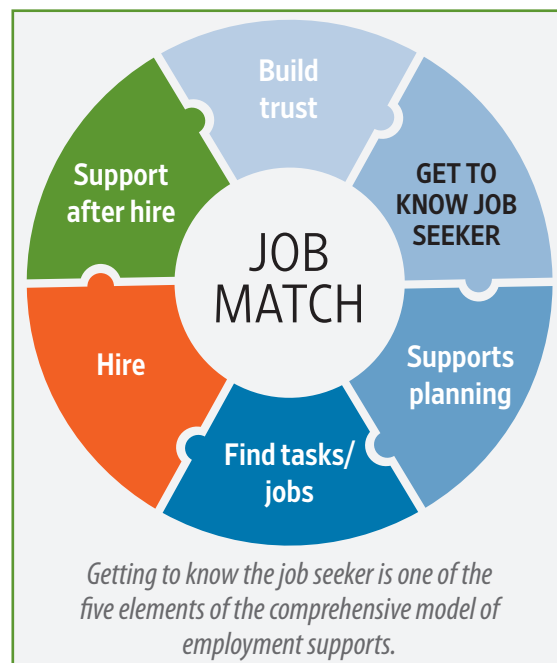 Build
trust
GET TO
KNOW JOB
SEEKER
Supports
planning
Find tasks/
jobs
Hire
Support
after hire
JOB
MATCH
Getting to know the job seeker is one of the
five elements of the comprehensive model of
employment supports.